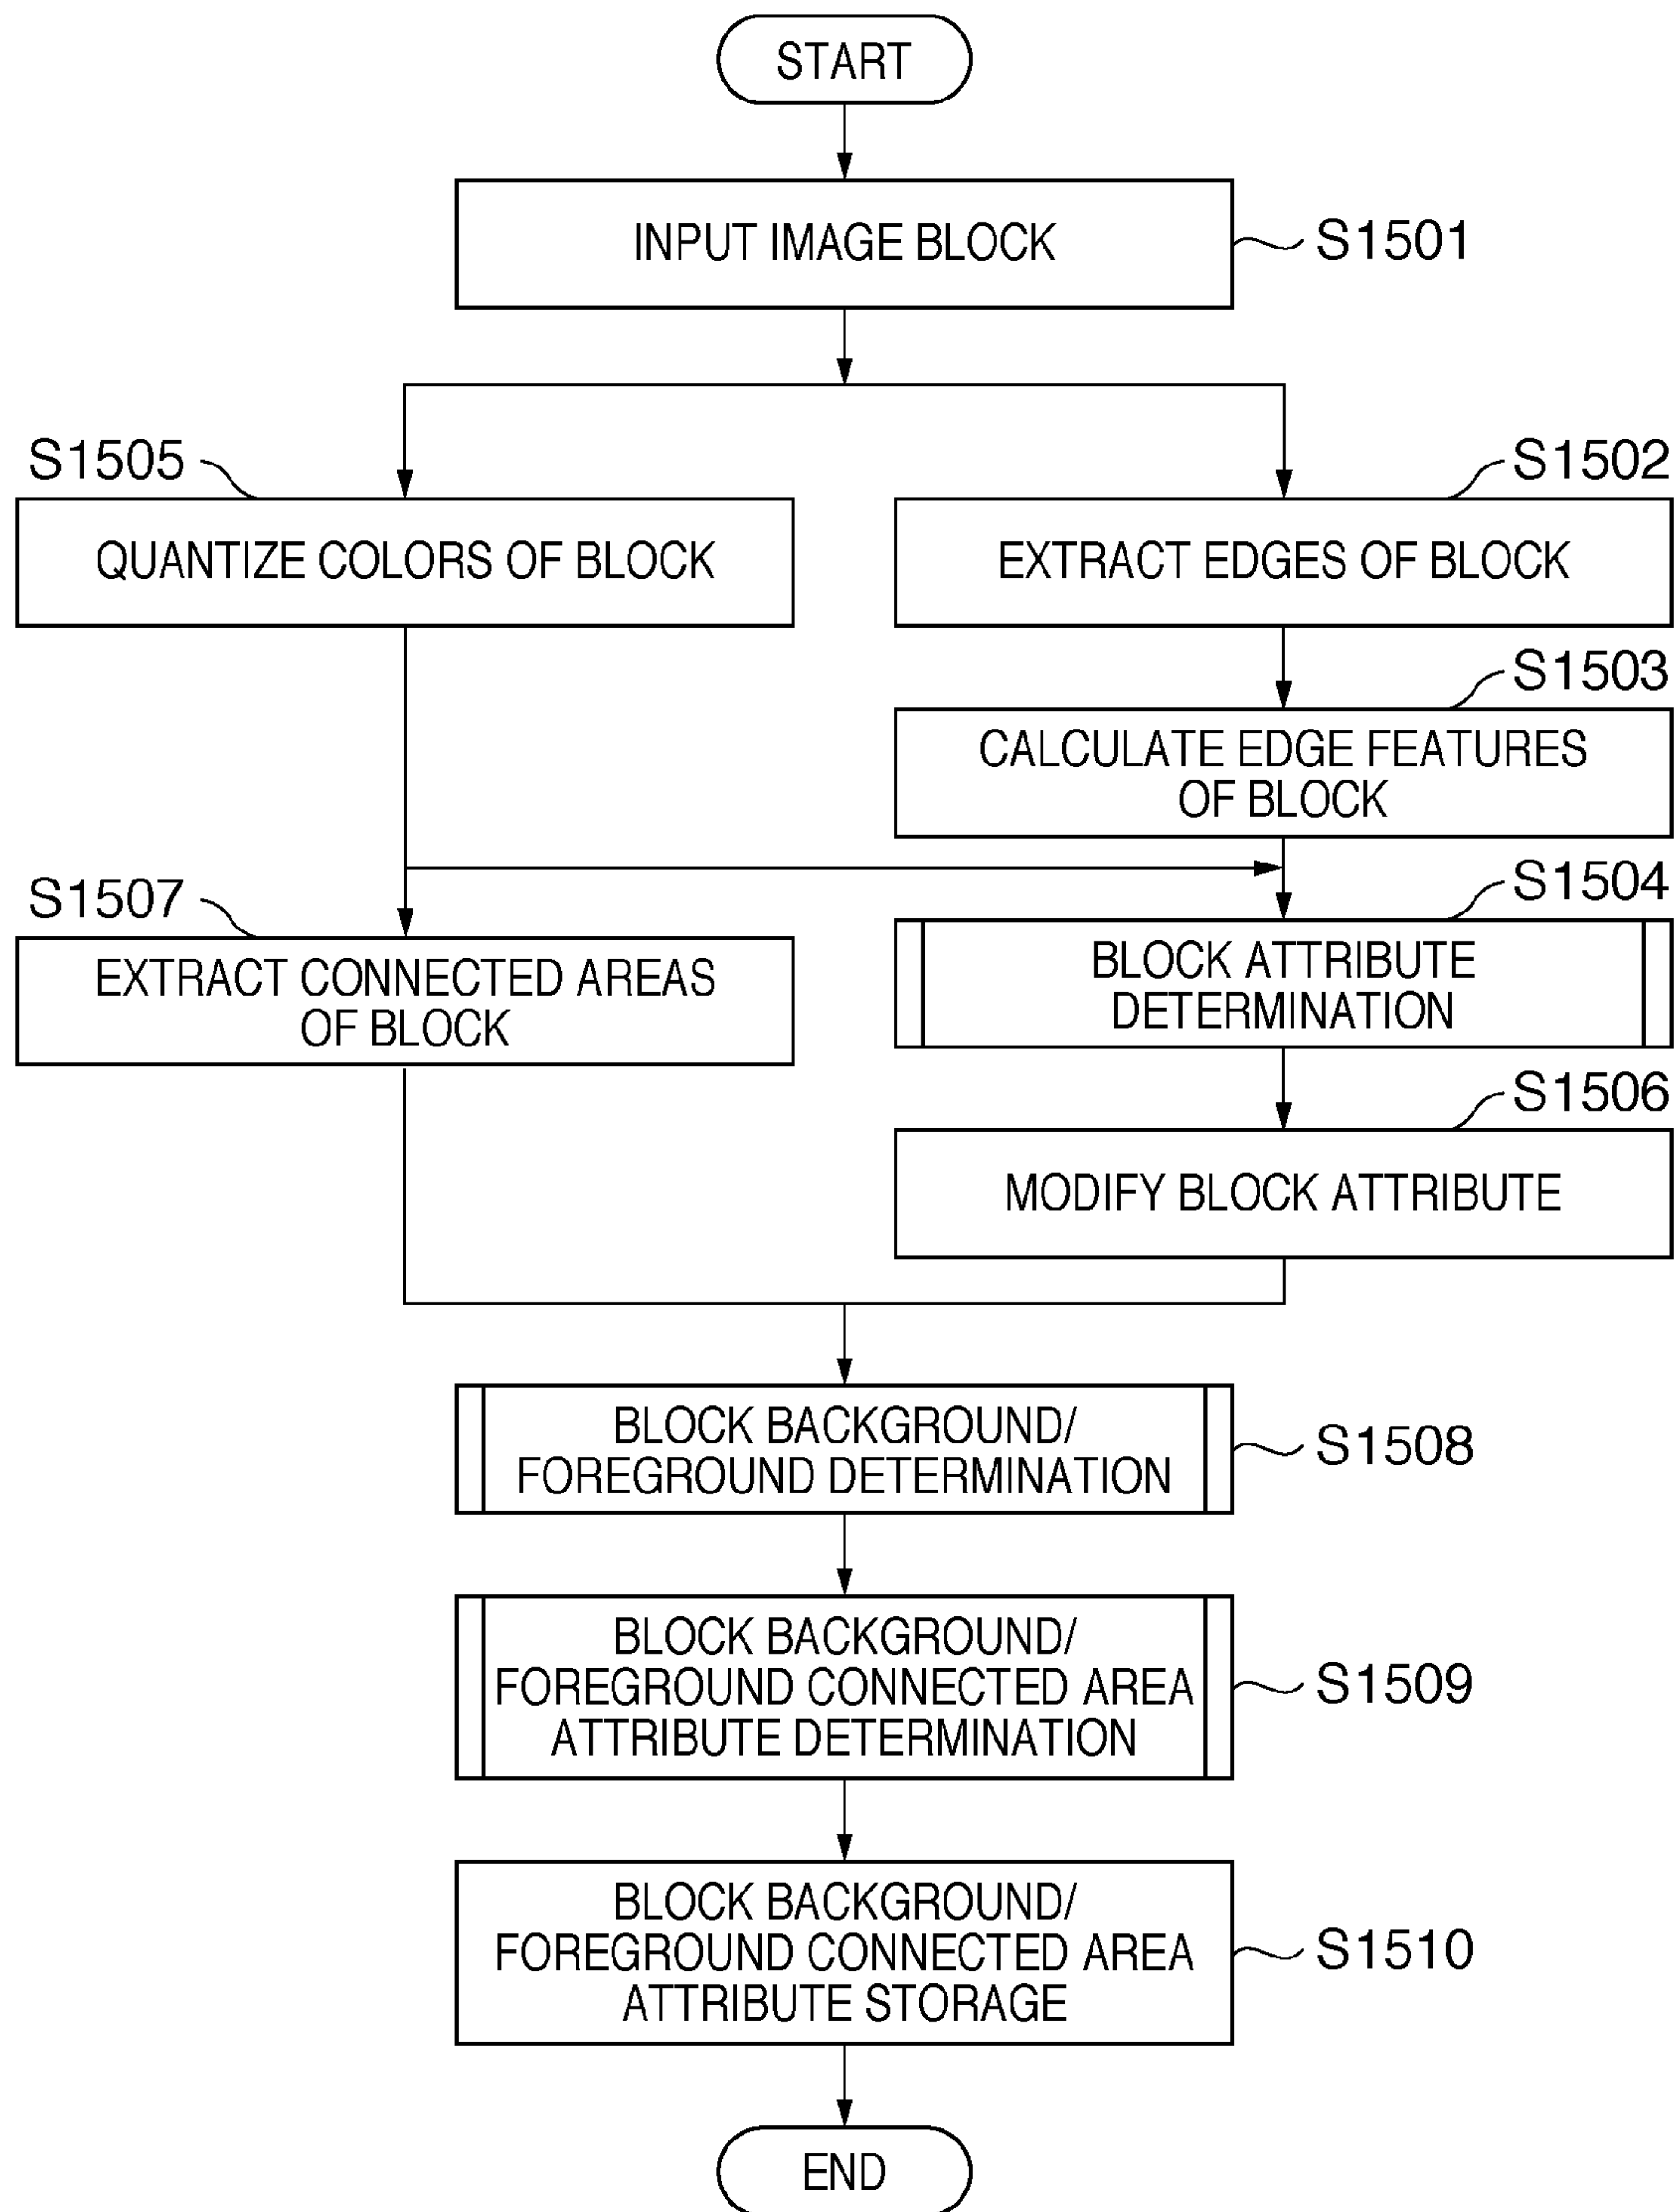 START
INPUT IMAGE BLOCK
S1501
S1505
S1502
QUANTIZE COLORS OF BLOCK
EXTRACT EDGES OF BLOCK
S1503
CALCULATE EDGE FEATURES
OF BLOCK
S1507
S1504
EXTRACT CONNECTED AREAS
OF BLOCK
BLOCK ATTRIBUTE
DETERMINATION
S1506
MODIFY BLOCK ATTRIBUTE
BLOCK BACKGROUND/
FOREGROUND DETERMINATION
S1508
BLOCK BACKGROUND/
FOREGROUND CONNECTED AREA
ATTRIBUTE DETERMINATION
S1509
BLOCK BACKGROUND/
FOREGROUND CONNECTED AREA
ATTRIBUTE STORAGE
S1510
END